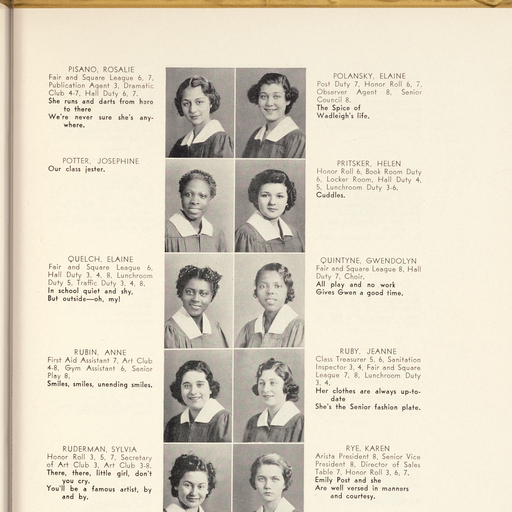 PISANO, ROSALIE
Fair and Square League 6, 7,
Publication Agent 3, Dramatic
Club 4-7, Hall Duty 6, 7.
She runs and darts from here
to there
We're never sure she's any-
where.
POTTER, JOSEPHINE
Our class jester.
QUELCH, ELAINE
Fair and Square League 6,
Hall Duty 3, 4, 8, Lunchroom
Duty 5, Traffic Duty 3, 4, 8.
In school quiet and shy,
But outside—oh, my!
RUBIN, ANNE
First Aid Assistant 7, Art Club
4-8, Gym Assistant 6, Senior
Play 8.
Smiles, smiles, unending smiles.
RUDERMAN, SYLVIA
Honor Roll 3, 5, 7, Secretary
of Art Club 3, Art Club 3-8.
There, there, little girl, don't
you cry.
You'll be a famous artist, by
and by.
POLANSKY, ELAINE
Post Duty 7, Honor Roll 6, 7,
Observer Agent 8, Senior
Council 8.
The Spice of
Wadleigh's life.
PRITSKER, HELEN
Honor Roll 6, Book Room Duty
6, Locker Room, Hall Duty 4,
5, Lunchroom Duty 3-6.
Cuddles.
QUINTYNE, GWENDOLYN
Fair and Square League 8, Hall
Duty 7, Choir.
All play and no work
Gives Gwen a good time.
RUBY, JEANNE
Class Treasurer 5, 6, Sanitation
Inspector 3, 4, Fair and Square
League 7, 8, Lunchroom Duty
3, 4.
Her clothes are always up-to-
date
She's the Senior fashion plate.
RYE, KAREN
Arista President 8, Senior Vice
President 8, Director of Sales
Table 7, Honor Roll 3, 6, 7.
Emily Post and she
Are well versed in manners
and courtesy.